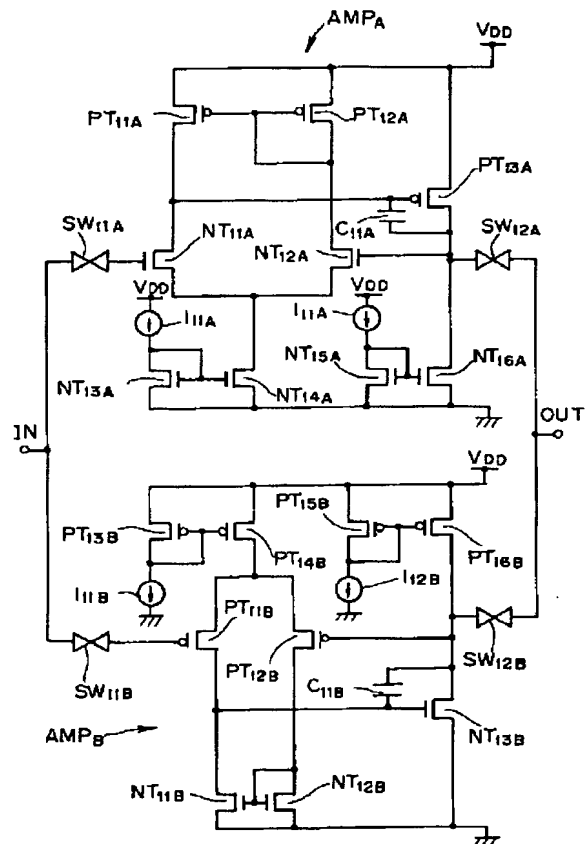 AMPA
VDD
PT11A
PT12A
PT13A
SW11A
C11A
SW12A
NT11A
NT12A
VDD
VDD
I11A
I11A
NT15A
NT16A
NT13A
NT14A
IN
OUT
VDD
PT13B
PT15B
PT14B
PT16B
I11B
I12B
PT11B
PT12B
SW11B
SW12B
C11B
AMPB
NT13B
NT11B
NT12B